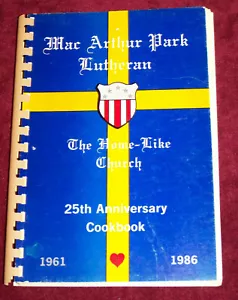 Mac Arthur Park
Lutheran
The Home-Like
Church
25th Anniversary
Cookbook
1961 1986